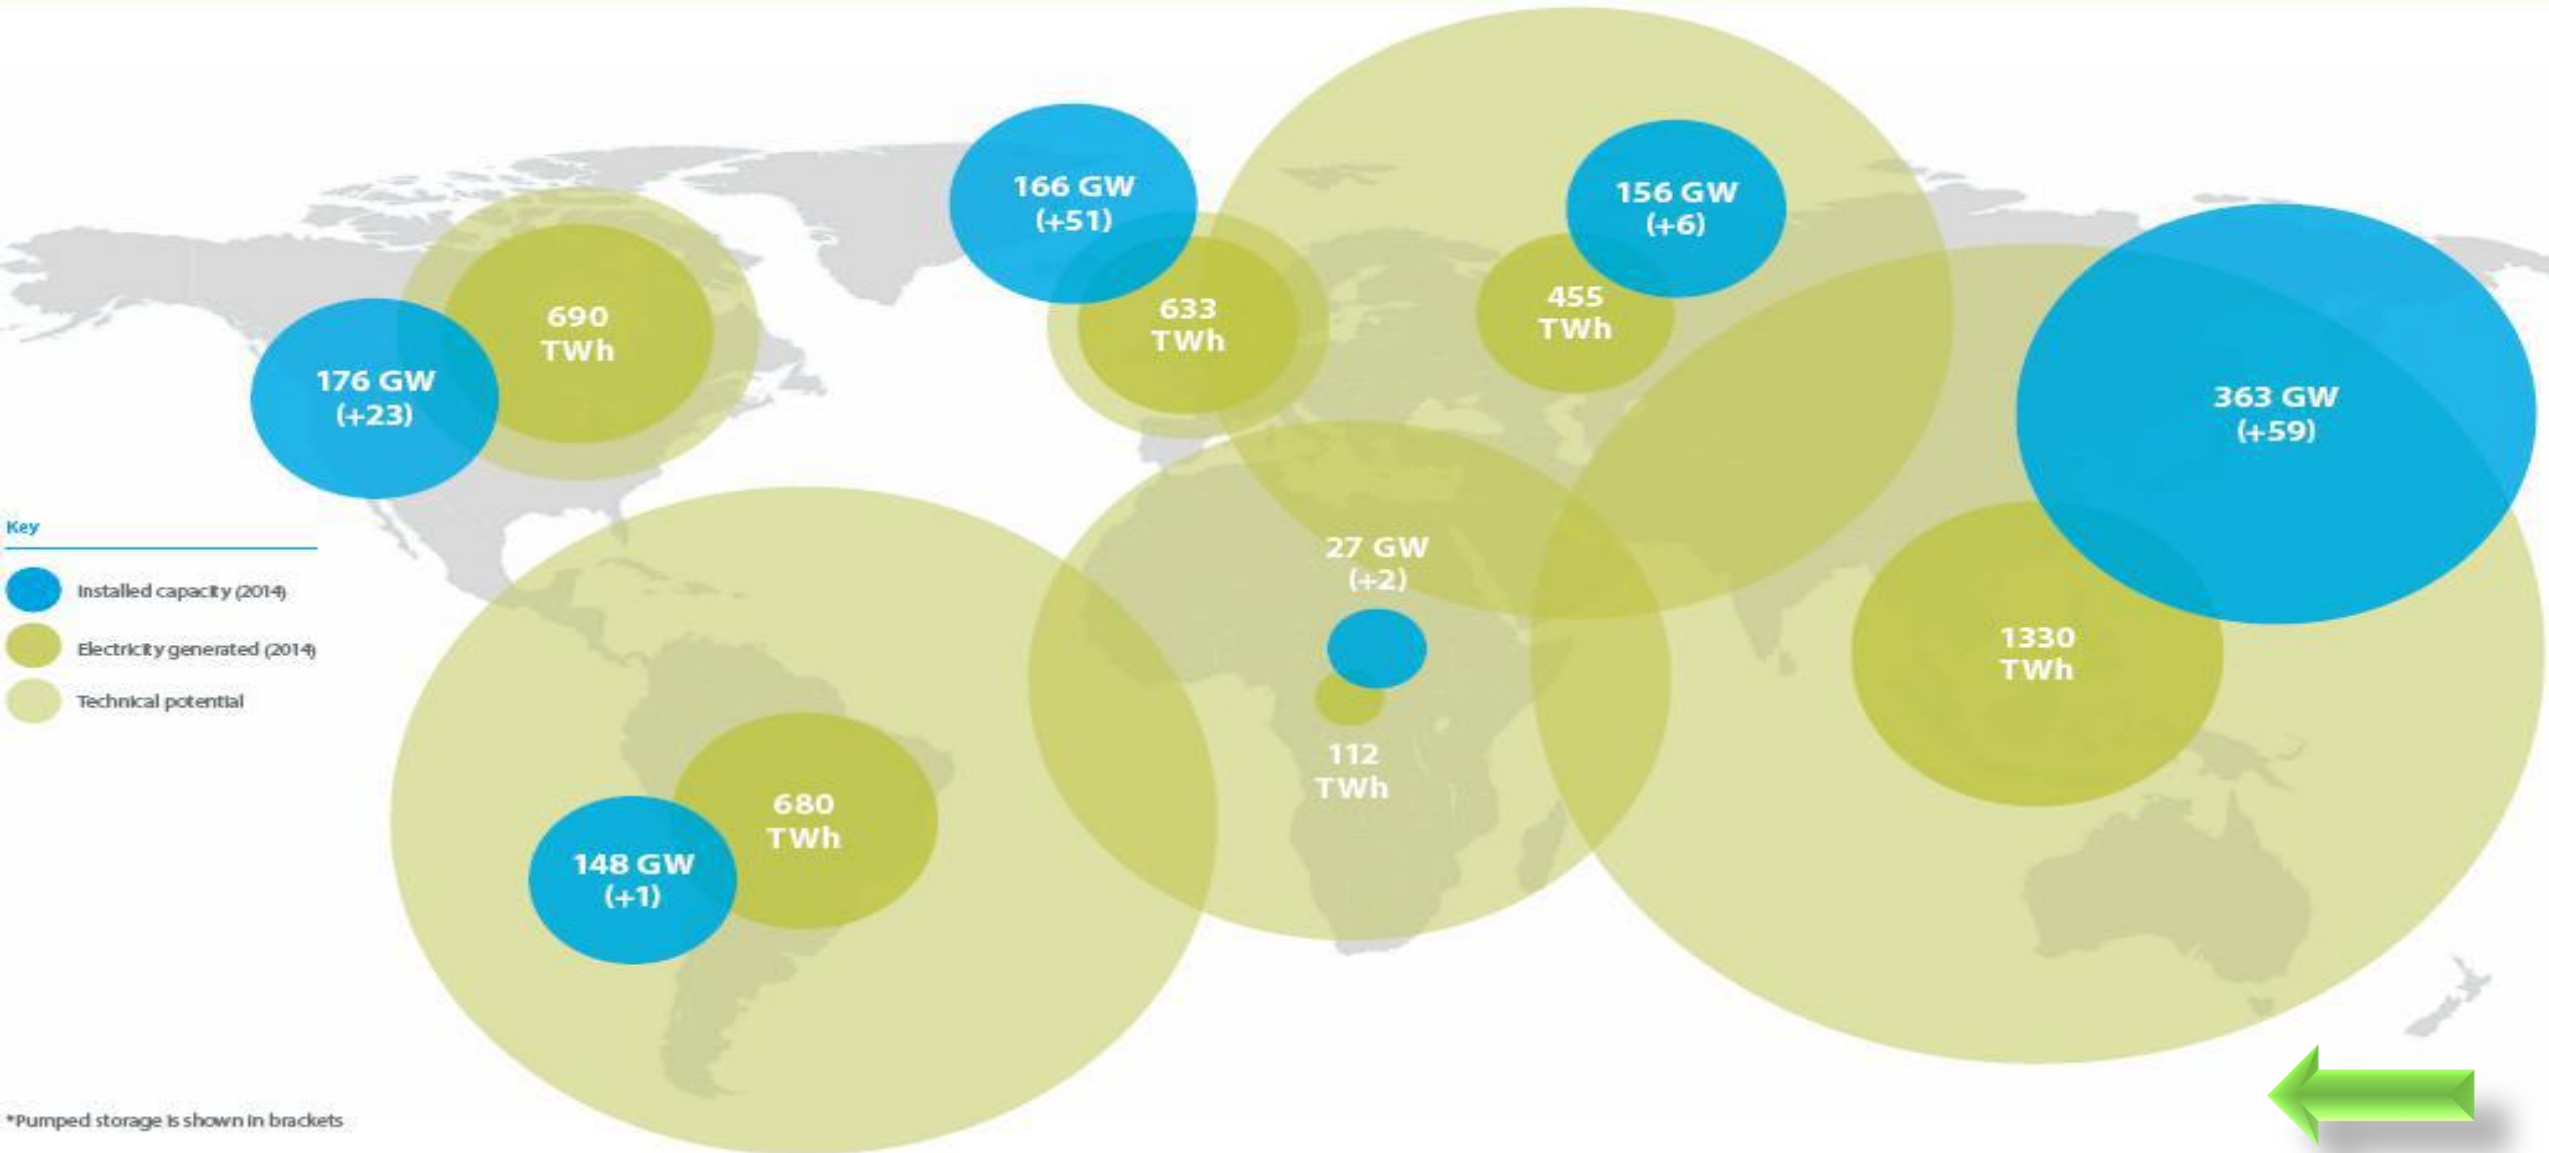 166 GW
(+51)
156 GW
(+6)
690
TWh
633
TWh
455
TWh
176 GW
(+23)
363 GW
(+59)
Key
Installed capacity (2014)
Electricity generated (2014)
Technical potential
27 GW
(+2)
112
TWh
1330
TWh
680
TWh
148 GW
(+1)
*Pumped storage is shown in brackets